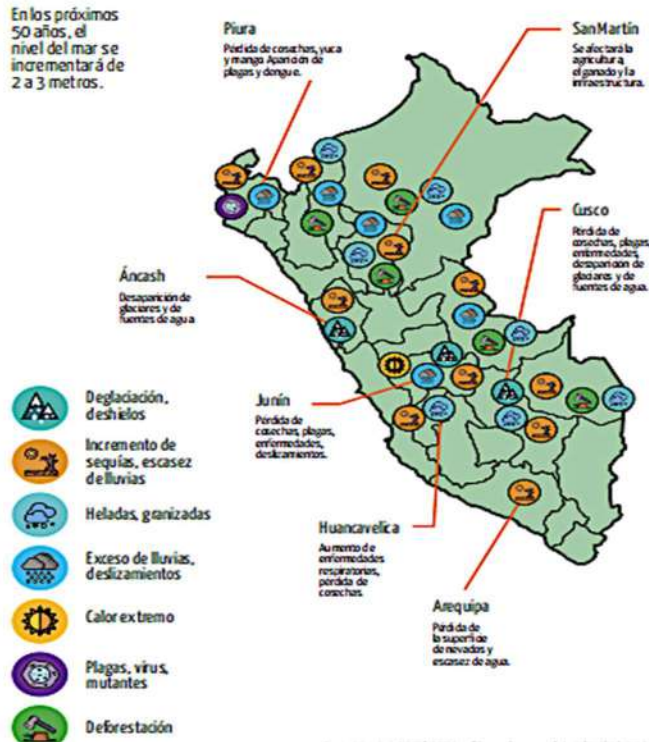 En los próximos
50 años, el
nivel del mar se
incrementará de
2 a 3 metros.
Piura
Pérdida de cosechas, yuca
y mango. Aparición de
plagas y dengue.
San Martín
Se afectará la
agricultura,
el ganado y la
infraestructura.
Cusco
Pérdida de
cosechas, plagas,
enfermedades,
desaparición de
glaciares y de
fuentes de agua.
Áncash
Desaparición de
glaciares y de
fuentes de agua
Junín
Pérdida de
cosechas, plagas,
enfermedades,
deslizamientos.
Huancavelica
Aumento de
enfermedades
respiratorias,
pérdida de
cosechas.
Arequipa
Pérdida de
la superficie
de nevados y
escasez de agua.
Deglaciación,
deshielos
Incremento de
sequías, escasez
de lluvias
Heladas, granizadas
Exceso de lluvias,
deslizamientos
Calor extremo
Plagas, virus,
mutantes
Deforestación